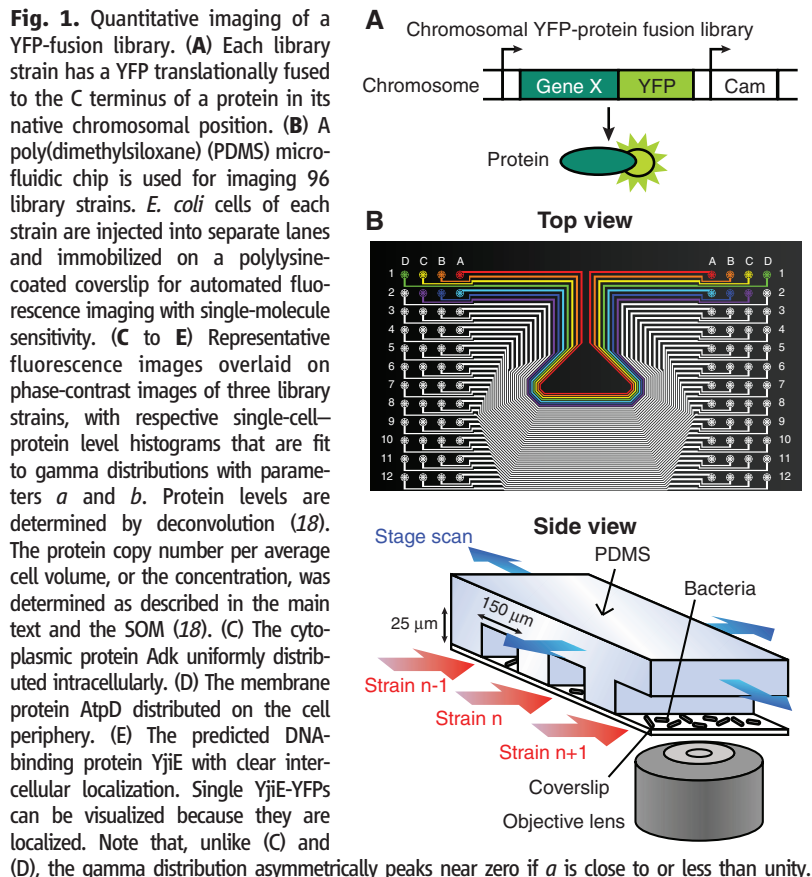 Fig. 1. Quantitative imaging of a
YFP-fusion library. (A) Each library
strain has a YFP translationally fused
to the C terminus of a protein in its
native chromosomal position. (B) A
poly(dimethylsiloxane) (PDMS) micro-
fluidic chip is used for imaging 96
library strains. E. coli cells of each
strain are injected into separate lanes
and immobilized on a polylysine-
coated coverslip for automated fluo-
rescence imaging with single-molecule
sensitivity. (C to E) Representative
fluorescence images overlaid on
phase-contrast images of three library
strains, with respective single-cell–
protein level histograms that are fit
to gamma distributions with parame-
ters a and b. Protein levels are
determined by deconvolution (18).
The protein copy number per average
cell volume, or the concentration, was
determined as described in the main
text and the SOM (18). (C) The cyto-
plasmic protein Adk uniformly distrib-
uted intracellularly. (D) The membrane
protein AtpD distributed on the cell
periphery. (E) The predicted DNA-
binding protein YjiE with clear inter-
cellular localization. Single YjiE-YFPs
can be visualized because they are
localized. Note that, unlike (C) and
(D), the gamma distribution asymmetrically peaks near zero if a is close to or less than unity.
A
Chromosomal YFP-protein fusion library
Chromosome Gene X YFP Cam
Protein
B
Top view
D C B A A B C D
1 1
2 2
3 3
4 4
5 5
6 6
7 7
8 8
9 9
10 10
11 11
12 12
Side view
Stage scan
PDMS
Bacteria
150 µm
25 µm
Strain n-1
Strain n
Strain n+1
Coverslip
Objective lens